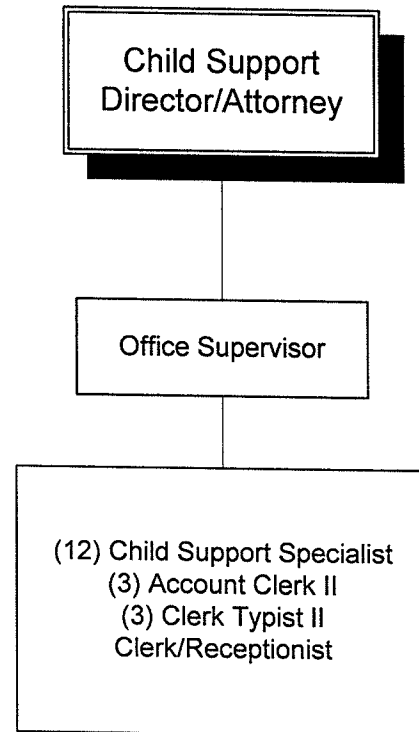 Child Support
Director/Attorney
Office Supervisor
(12) Child Support Specialist
(3) Account Clerk II
(3) Clerk Typist II
Clerk/Receptionist